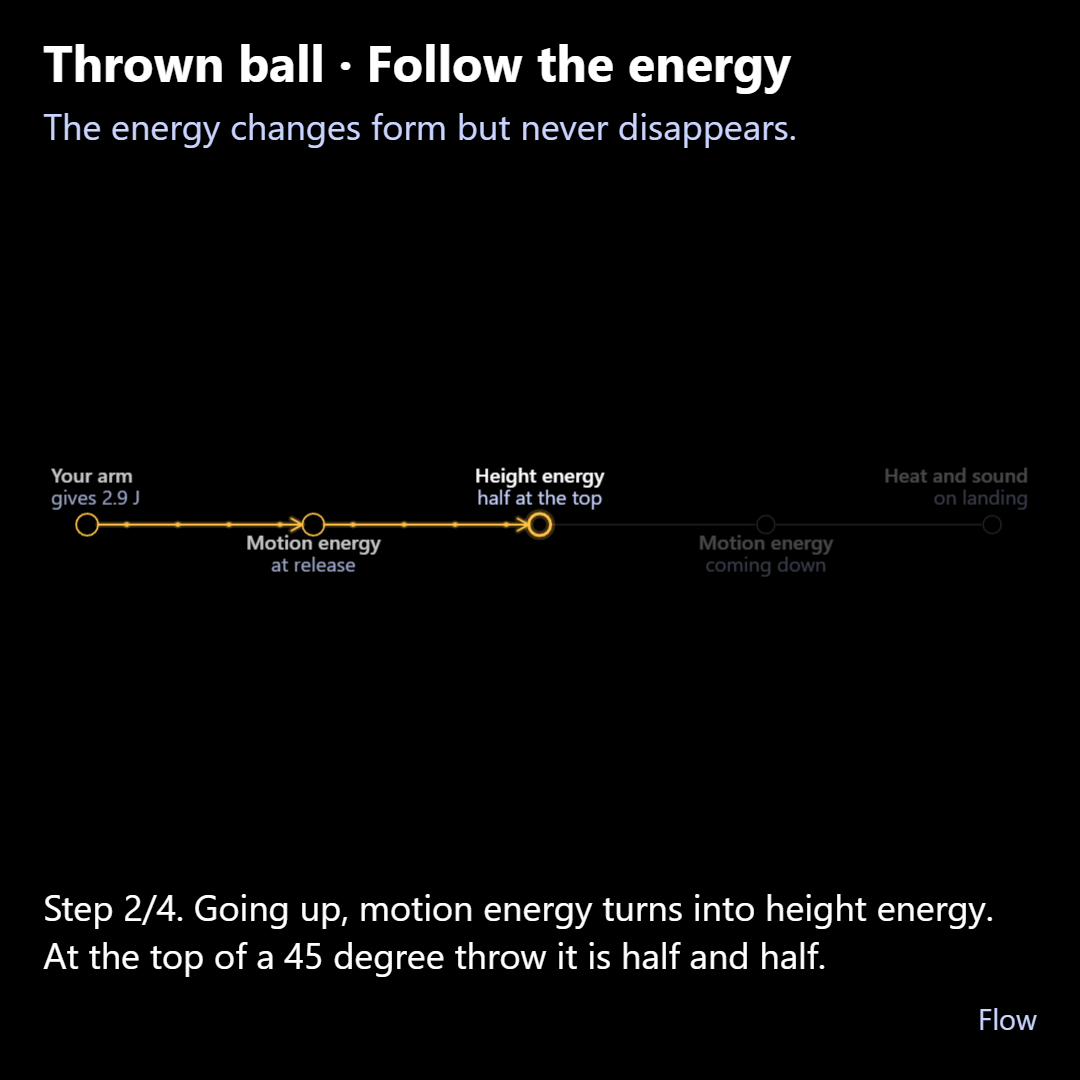 Thrown ball · Follow the energy
The energy changes form but never disappears.
Your arm
gives 2.9 J
Motion energy
at release
Height energy
half at the top
Motion energy
coming down
Heat and sound
on landing
Step 2/4. Going up, motion energy turns into height energy.
At the top of a 45 degree throw it is half and half.
Flow